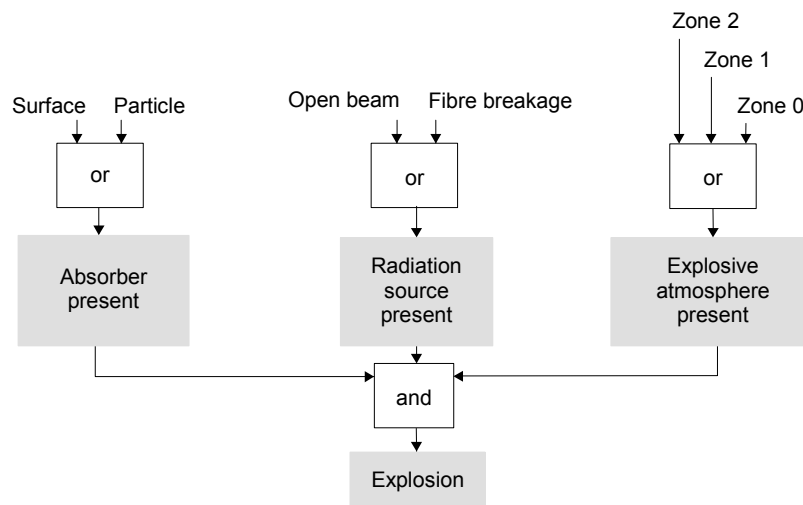 Zone 2
Zone 1
Zone 0
Surface Particle
Open beam Fibre breakage
or
or
or
Absorber
present
Radiation
source
present
Explosive
atmosphere
present
and
Explosion